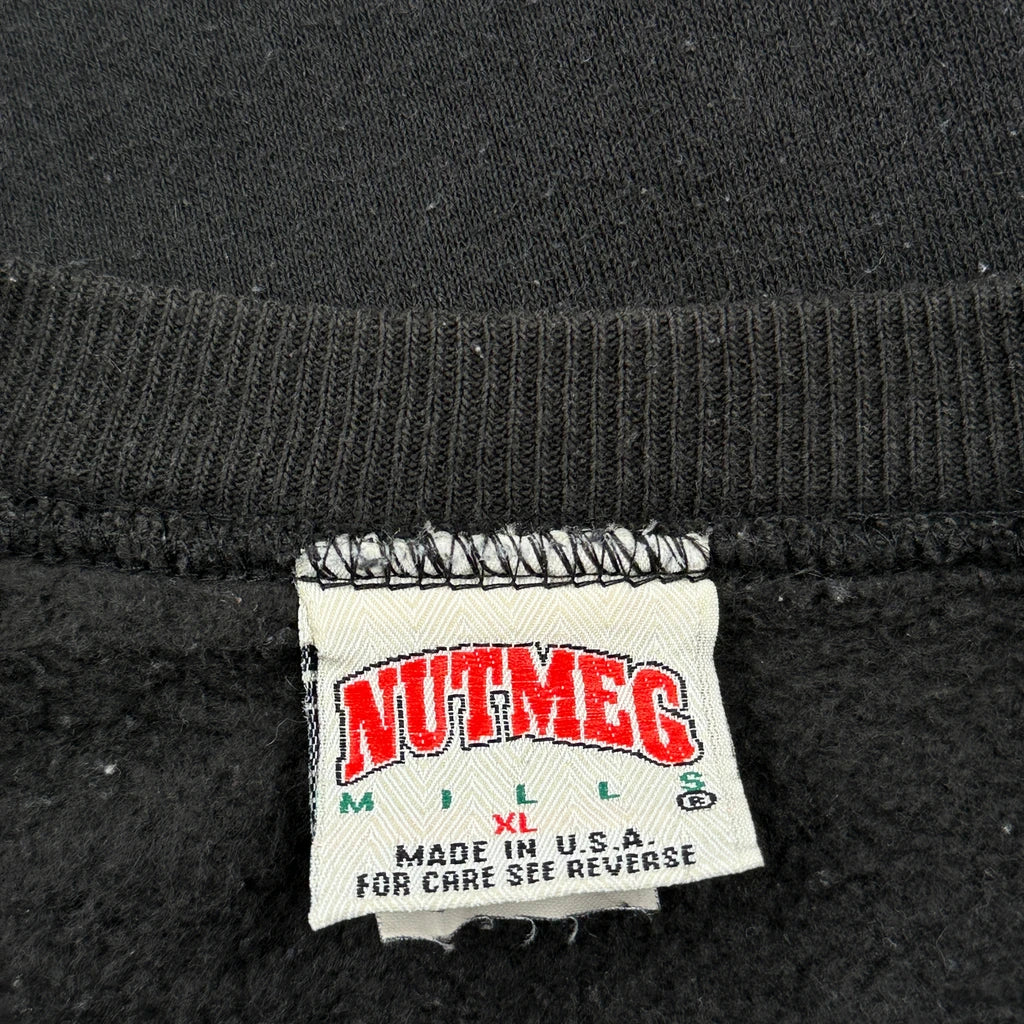 NUTMEG
MILLS ®
XL
MADE IN U.S.A.
FOR CARE SEE REVERSE